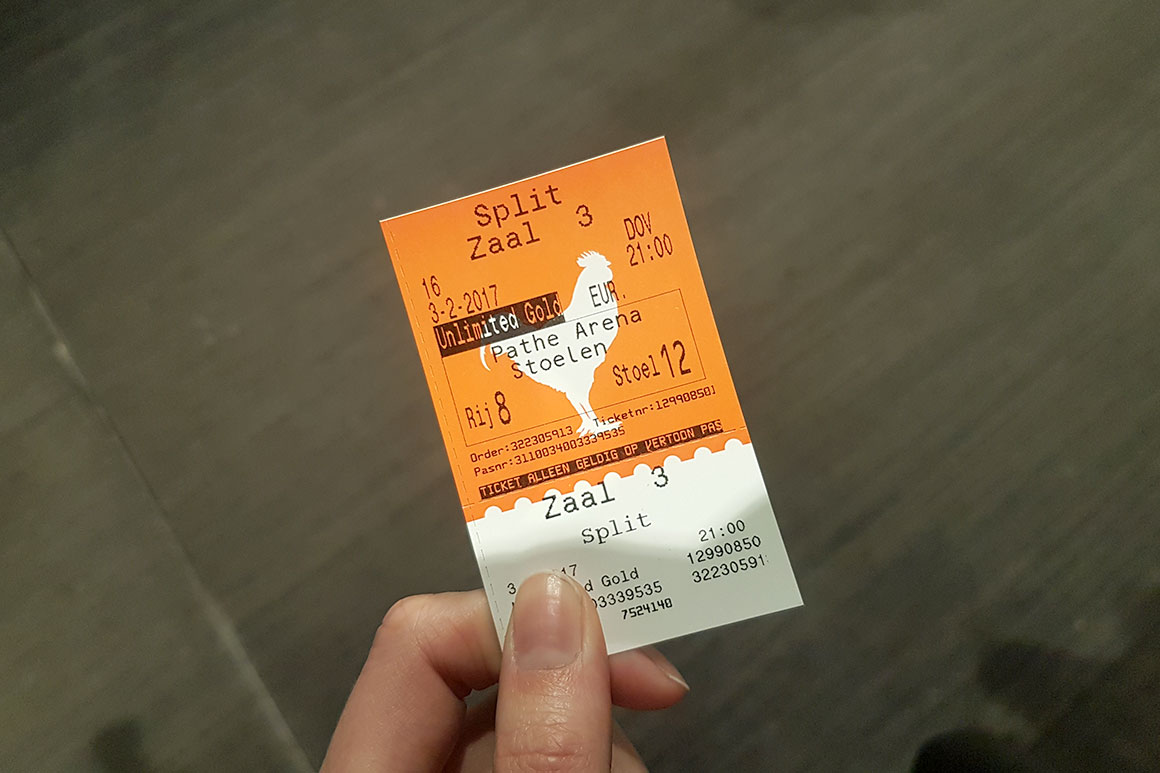 Split
Zaal 3
DOV
21:00
16
3-2-2017
Unlimited Gold EUR.
Pathe Arena
Stoelen
Rij 8 Stoel 12
Order:322305913 Ticketnr:129908501
Pasnr:3110034003339535
TICKET ALLEEN GELDIG OP VERTOON PAS
Zaal 3
Split
21:00
12990850
Gold 32230591
03339535
7524140